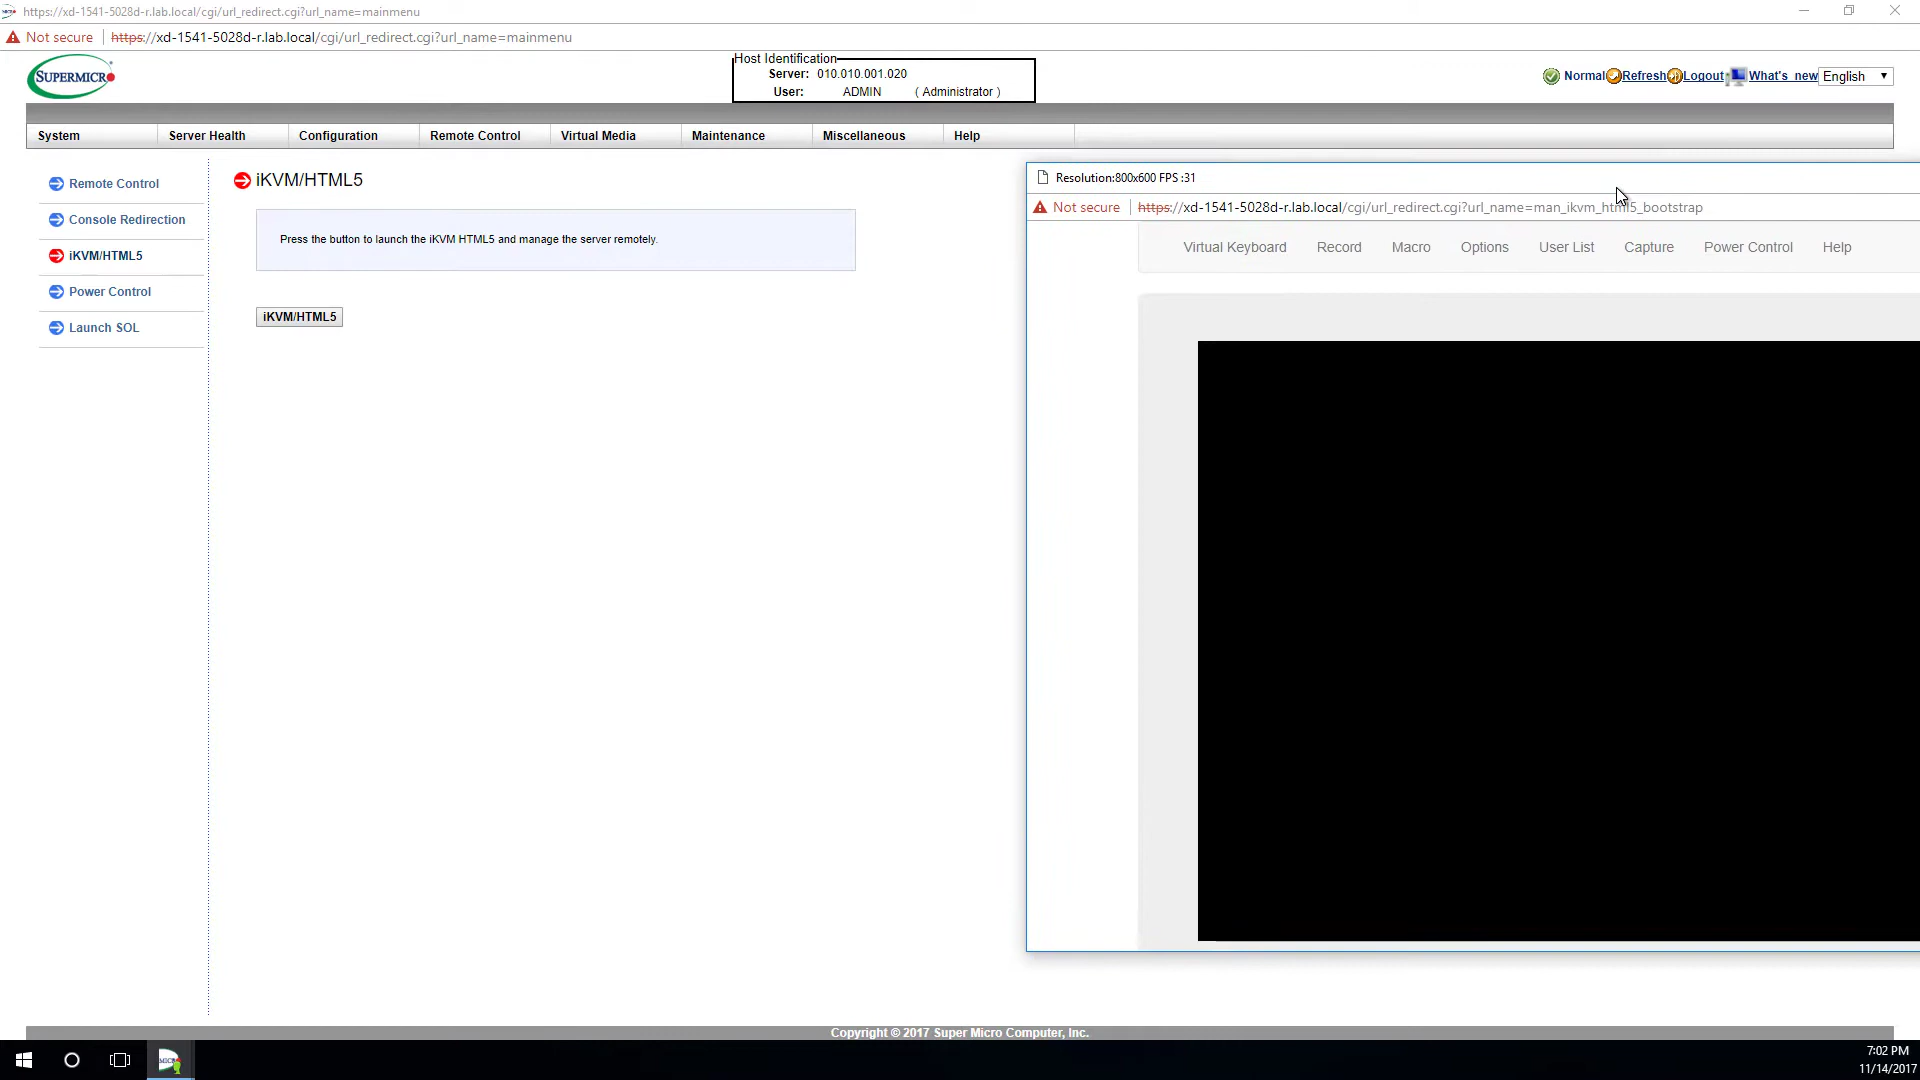 https://xd-1541-5028d-r.lab.local/cgi/url_redirect.cgi?url_name=mainmenu
Not secure https://xd-1541-5028d-r.lab.local/cgi/url_redirect.cgi?url_name=mainmenu
SUPERMICRO
Host Identification
Server: 010.010.001.020
User: ADMIN ( Administrator )
Normal Refresh Logout What's new English
System Server Health Configuration Remote Control Virtual Media Maintenance Miscellaneous Help
Remote Control
Console Redirection
iKVM/HTML5
Power Control
Launch SOL
iKVM/HTML5
Press the button to launch the iKVM HTML5 and manage the server remotely.
iKVM/HTML5
Resolution:800x600 FPS :31
Not secure https://xd-1541-5028d-r.lab.local/cgi/url_redirect.cgi?url_name=man_ikvm_html5_bootstrap
Virtual Keyboard Record Macro Options User List Capture Power Control Help
Copyright © 2017 Super Micro Computer, Inc.
MICRO
7:02 PM
11/14/2017